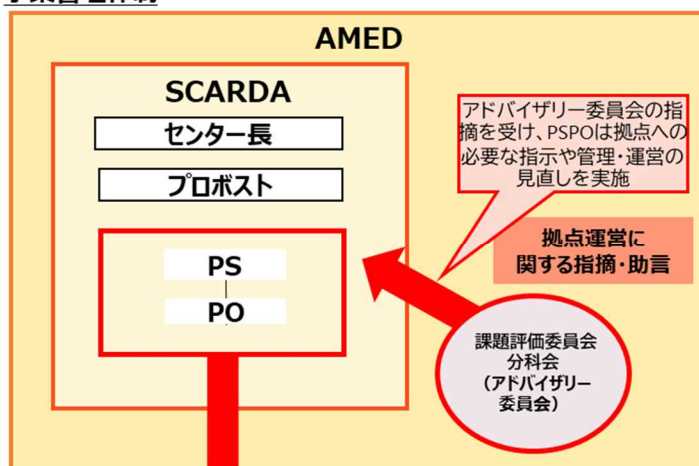 AMED
SCARDA
センター長
プロボスト
PS
PO
アドバイザリー委員会の指
摘を受け、PSPOは拠点への
必要な指示や管理・運営の
見直しを実施
拠点運営に
関する指摘・助言
課題評価委員会
分科会
（アドバイザリー
委員会）